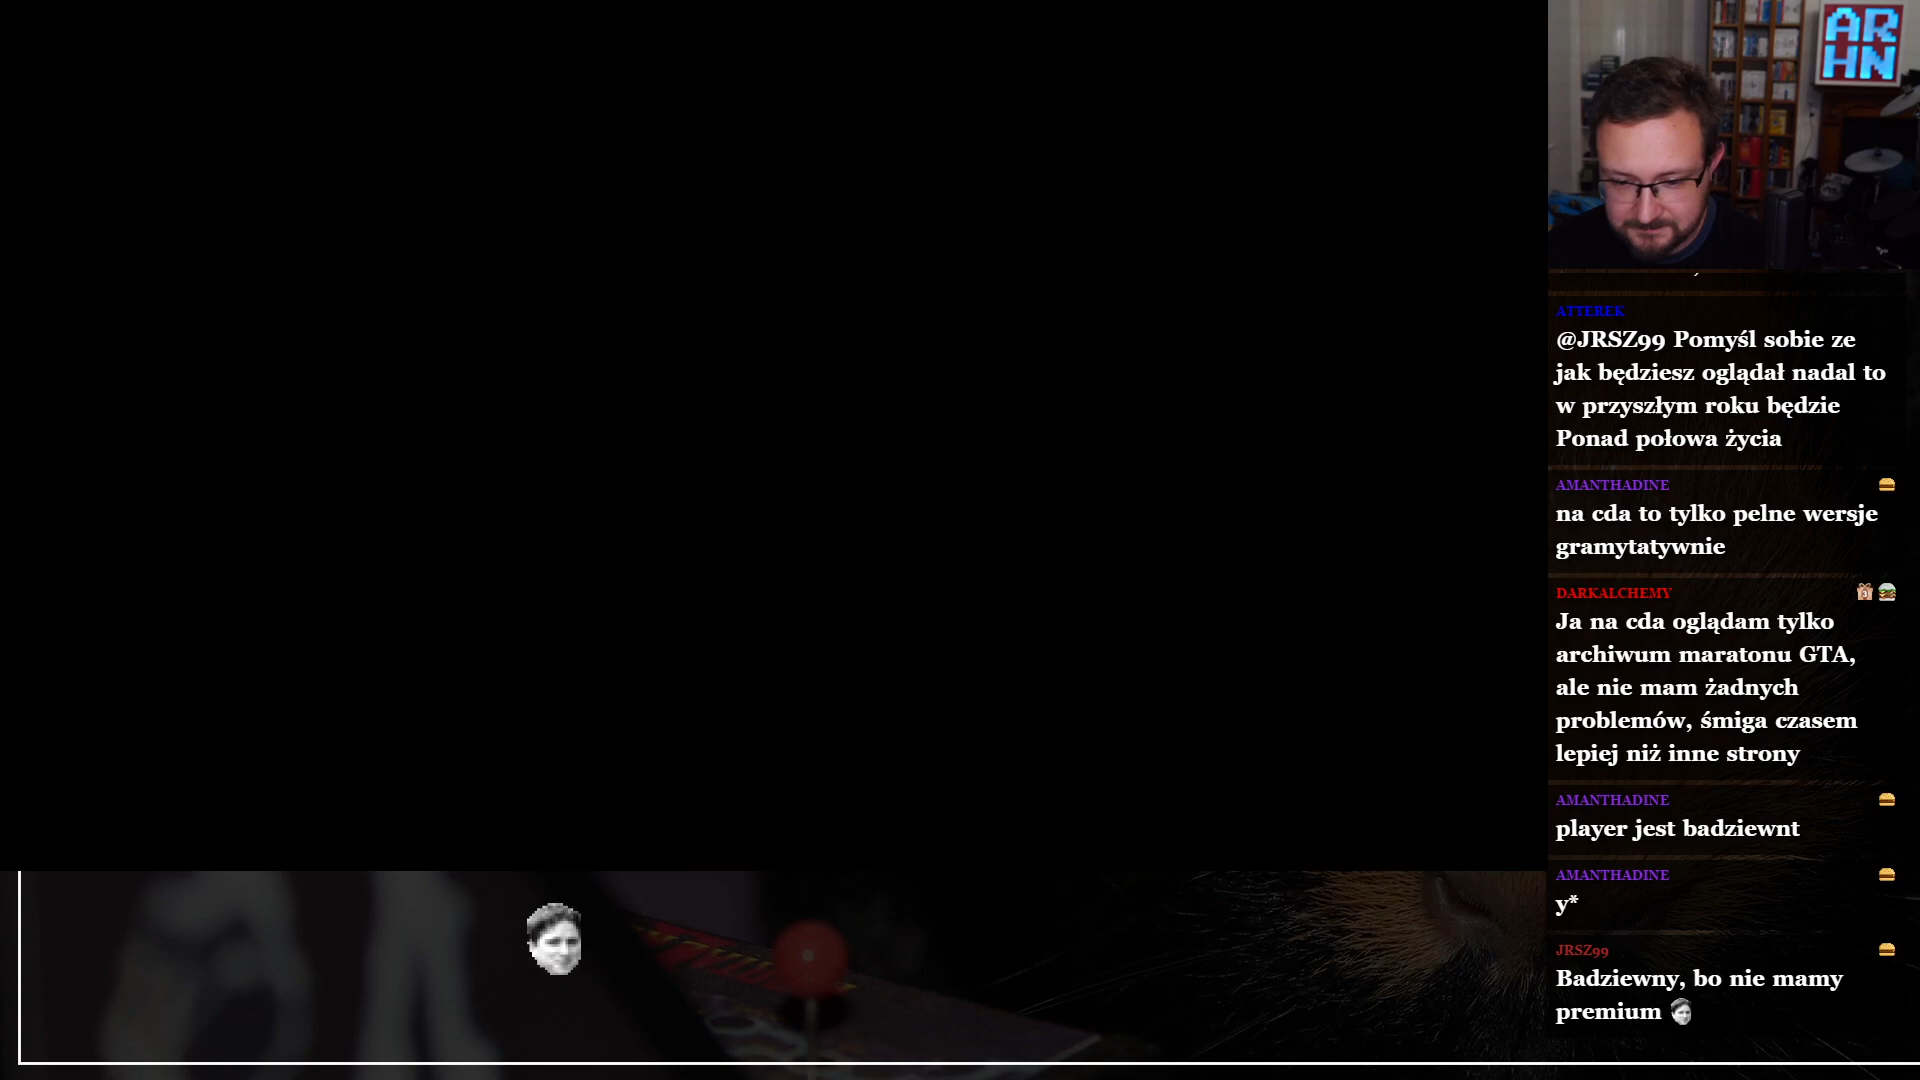 AR
HN
ATTEREK
@JRSZ99 Pomyśl sobie ze
jak będziesz oglądał nadal to
w przyszłym roku będzie
Ponad połowa życia
AMANTHADINE
na cda to tylko pelne wersje
gramytatywnie
DARKALCHEMY
Ja na cda oglądam tylko
archiwum maratonu GTA,
ale nie mam żadnych
problemów, śmiga czasem
lepiej niż inne strony
AMANTHADINE
player jest badziewnt
AMANTHADINE
y*
JRSZ99
Badziewny, bo nie mamy
premium